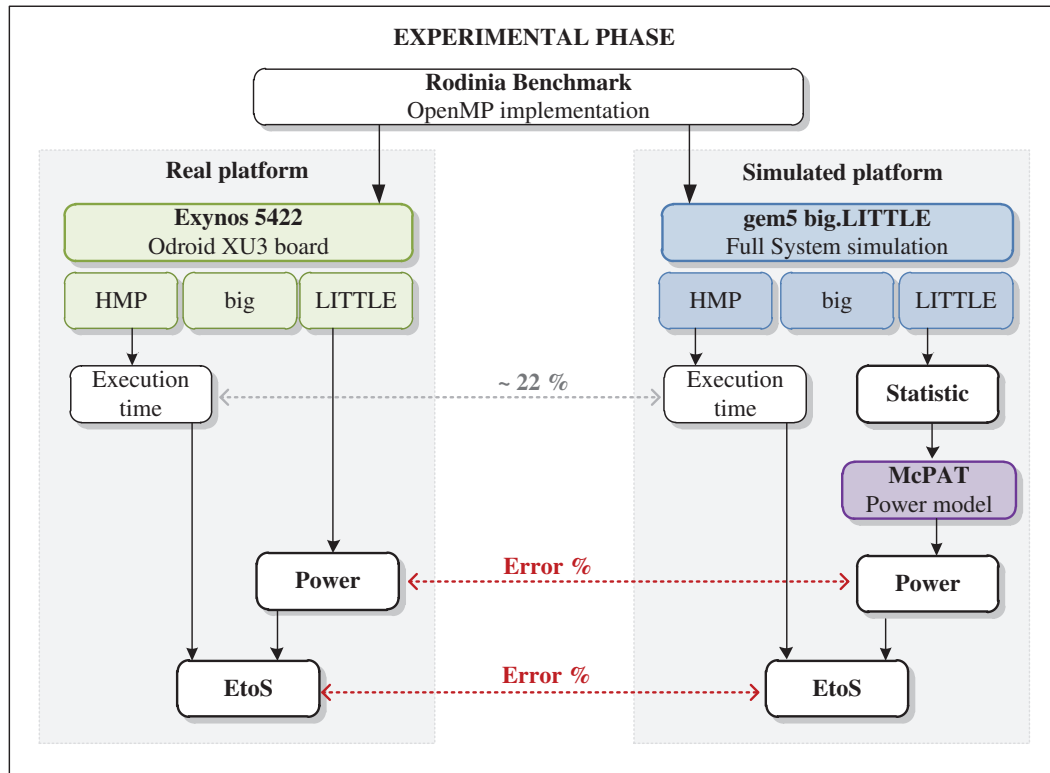 EXPERIMENTAL PHASE
Rodinia Benchmark
OpenMP implementation
Real platform
Exynos 5422
Odroid XU3 board
HMP
big
LITTLE
Execution
time
Power
EtoS
~ 22 %
Error %
Error %
Simulated platform
gem5 big.LITTLE
Full System simulation
HMP
big
LITTLE
Execution
time
Statistic
McPAT
Power model
Power
EtoS